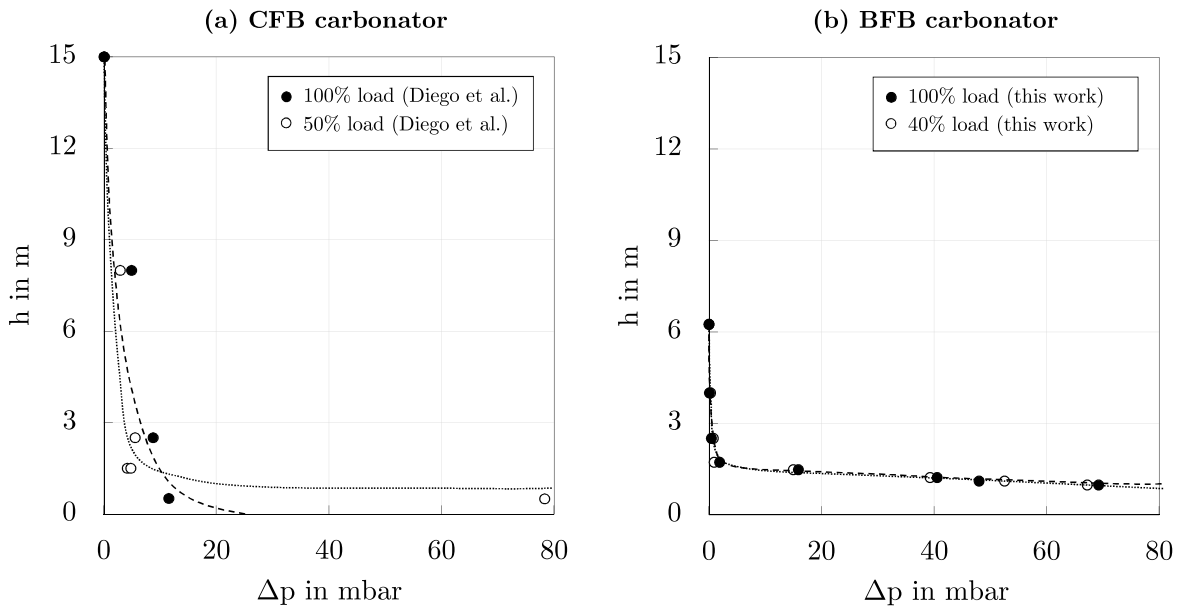 (a) CFB carbonator
15
12
9
6
3
0
h in m
100% load (Diego et al.)
50% load (Diego et al.)
0 20 40 60 80
Δp in mbar
(b) BFB carbonator
15
12
9
6
3
0
h in m
100% load (this work)
40% load (this work)
0 20 40 60 80
Δp in mbar